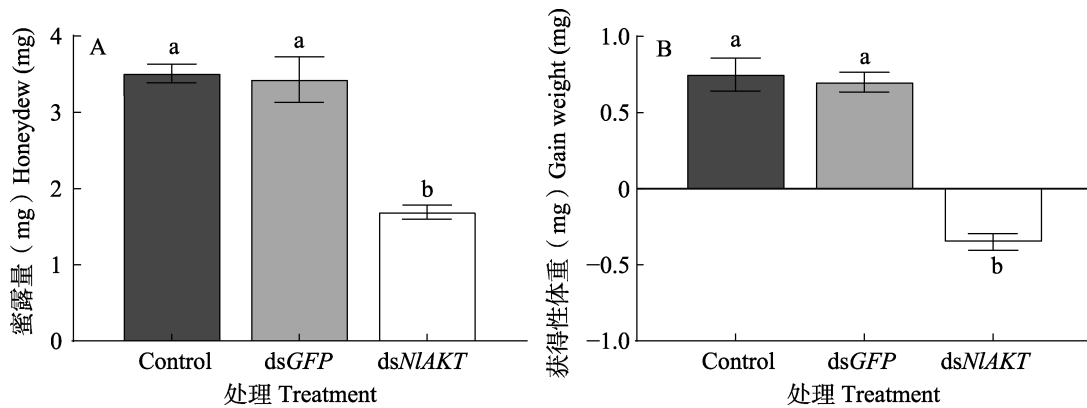 A
蜜露量（mg）Honeydew (mg)
4
3
2
1
0
a
a
b
Control
dsGFP
dsNlAKT
处理 Treatment
B
获得性体重（mg）Gain weight (mg)
1.0
0.5
0
−0.5
−1.0
a
a
b
Control
dsGFP
dsNlAKT
处理 Treatment